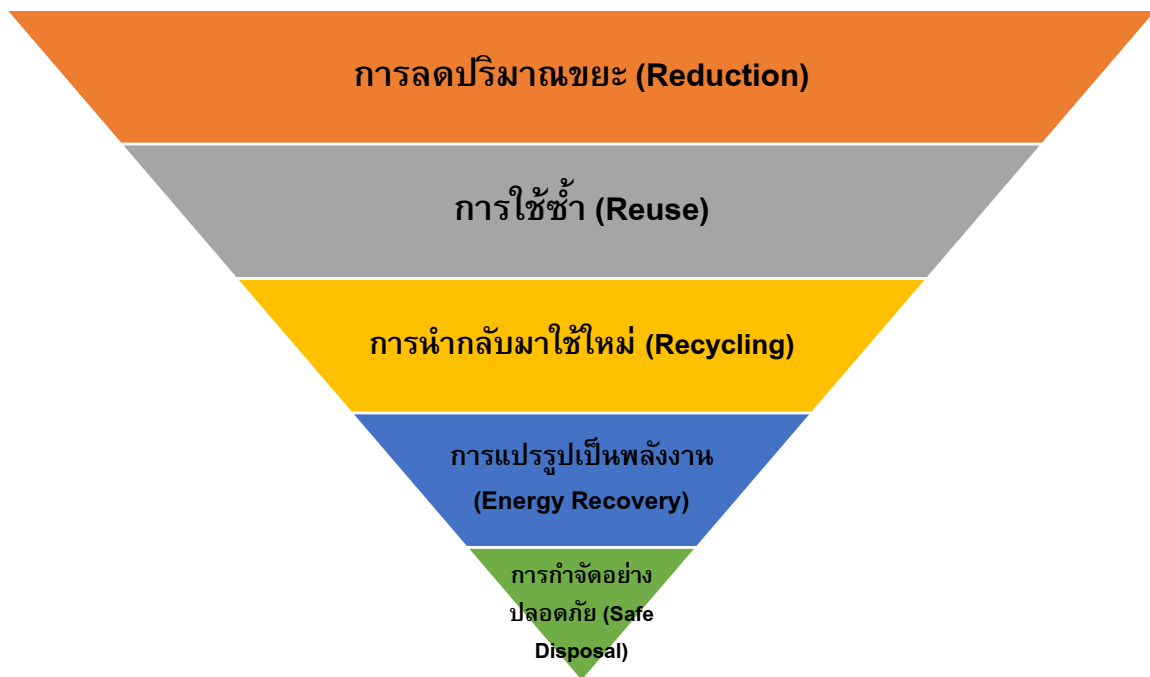 การลดปริมาณขยะ (Reduction)
การใช้ซ้ำ (Reuse)
การนำกลับมาใช้ใหม่ (Recycling)
การแปรรูปเป็นพลังงาน
(Energy Recovery)
การกำจัดอย่าง
ปลอดภัย (Safe
Disposal)